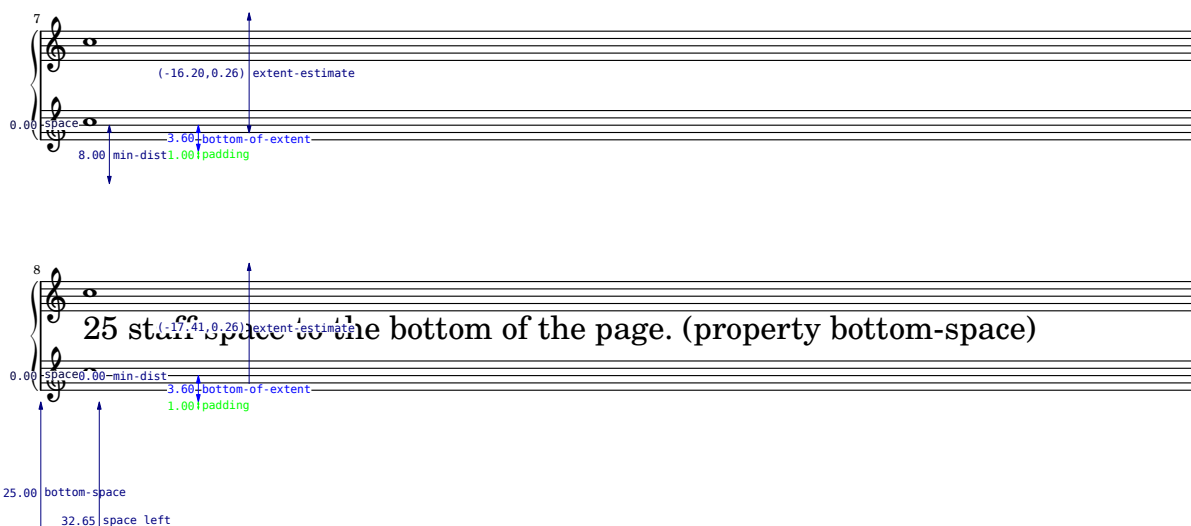 7
(-16.20,0.26) extent-estimate
0.00 space
3.60 bottom-of-extent
8.00 min-dist 1.00 padding
8
25 staff-space to the bottom of the page. (property bottom-space)
(-17.41,0.26) extent-estimate
0.00 space 0.00 min-dist
3.60 bottom-of-extent
1.00 padding
25.00 bottom-space
32.65 space left